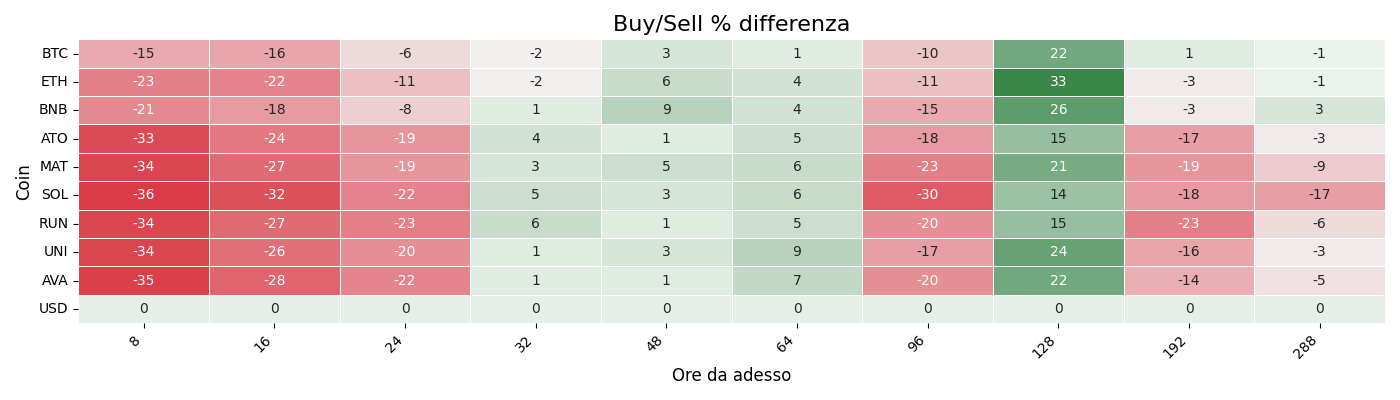 Buy/Sell % differenza
Coin
BTC -15 -16 -6 -2 3 1 -10 22 1 -1
ETH -23 -22 -11 -2 6 4 -11 33 -3 -1
BNB -21 -18 -8 1 9 4 -15 26 -3 3
ATO -33 -24 -19 4 1 5 -18 15 -17 -3
MAT -34 -27 -19 3 5 6 -23 21 -19 -9
SOL -36 -32 -22 5 3 6 -30 14 -18 -17
RUN -34 -27 -23 6 1 5 -20 15 -23 -6
UNI -34 -26 -20 1 3 9 -17 24 -16 -3
AVA -35 -28 -22 1 1 7 -20 22 -14 -5
USD 0 0 0 0 0 0 0 0 0 0
8 16 24 32 48 64 96 128 192 288
Ore da adesso